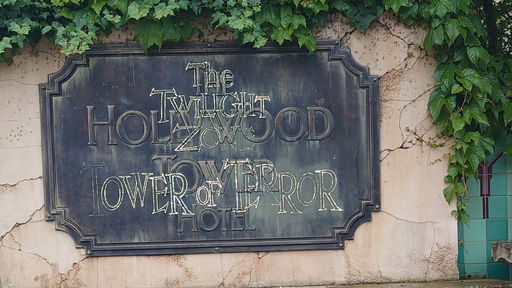 The
Twilight
HOLLYWOOD
Zone
TOWER
TOWER OF TERROR
HOTEL